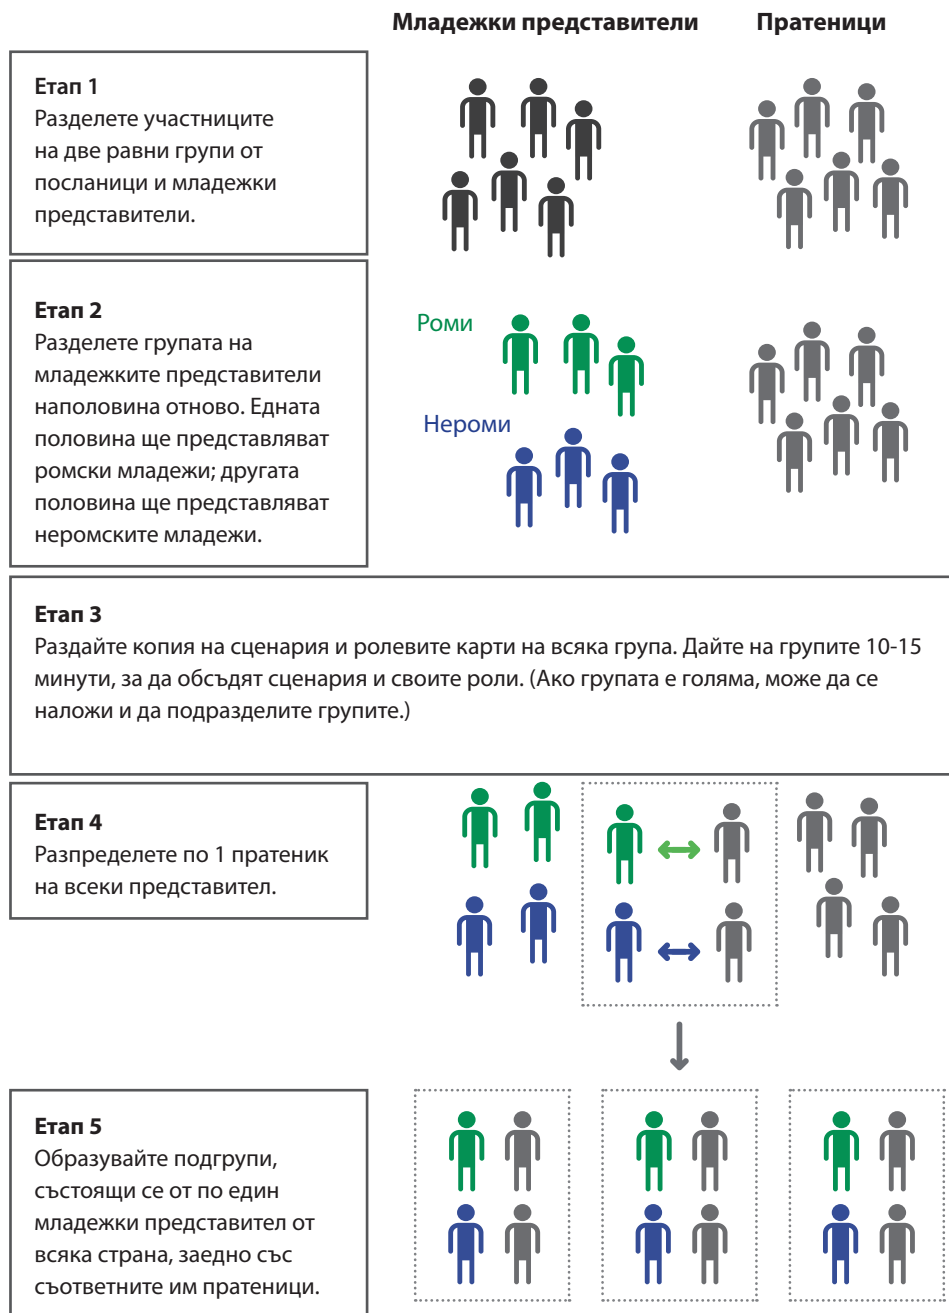 Младежки представители
Пратеници
Етап 1
Разделете участниците
на две равни групи от
посланици и младежки
представители.
Етап 2
Разделете групата на
младежките представители
наполовина отново. Едната
половина ще представляват
ромски младежи; другата
половина ще представляват
неромските младежи.
Роми
Нероми
Етап 3
Раздайте копия на сценария и ролевите карти на всяка група. Дайте на групите 10-15
минути, за да обсъдят сценария и своите роли. (Ако групата е голяма, може да се
наложи и да подразделите групите.)
Етап 4
Разпределете по 1 пратеник
на всеки представител.
Етап 5
Образувайте подгрупи,
състоящи се от по един
младежки представител от
всяка страна, заедно със
съответните им пратеници.